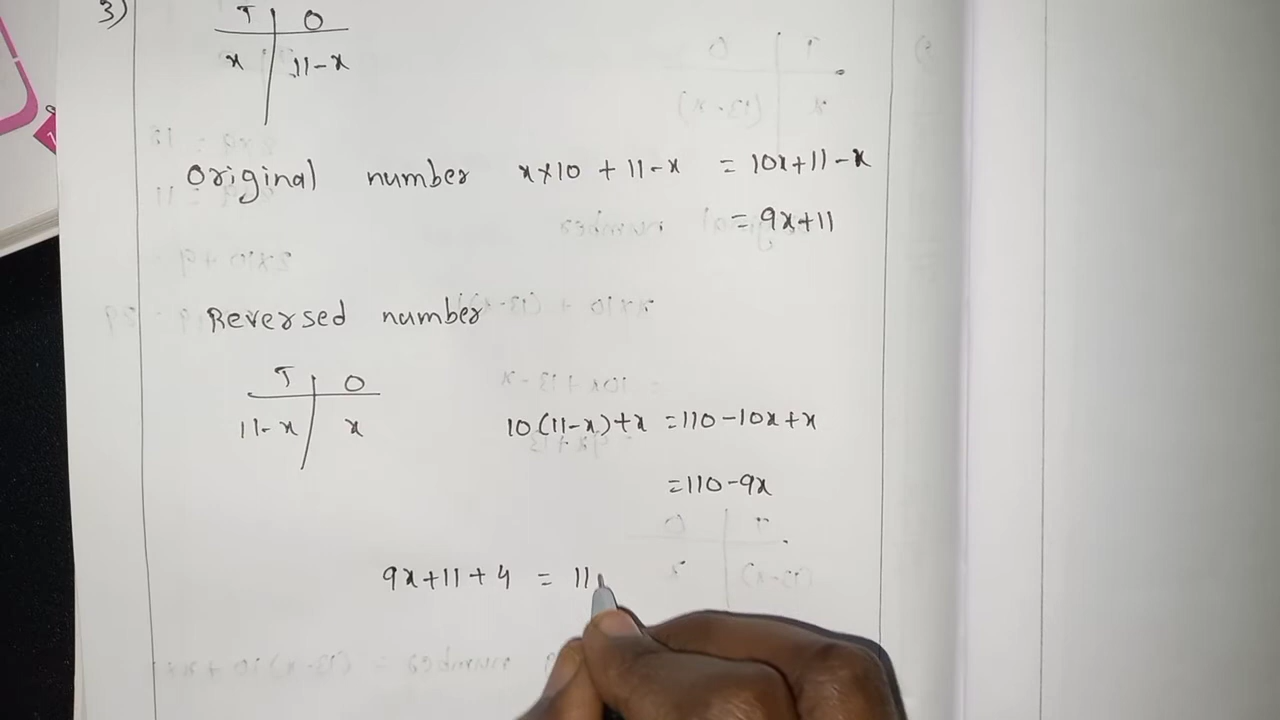 3)
T | O
x | 11-x
Original number x×10 + 11-x = 10x+11-x
= 9x+11
Reversed number
T | O
11-x | x
10(11-x)+x = 110-10x+x
= 110-9x
9x+11+4 = 11